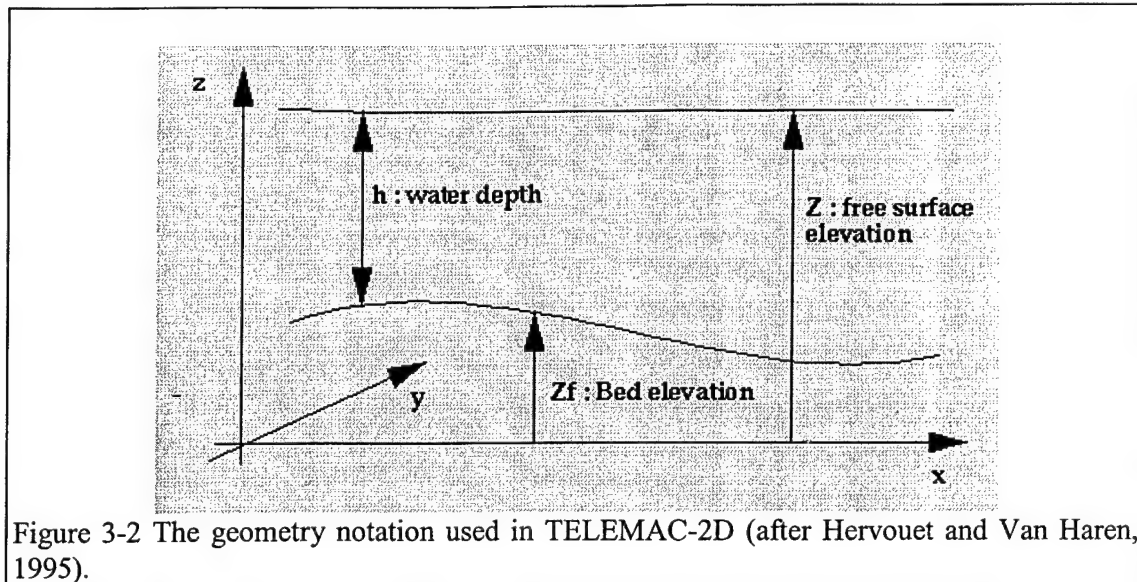 z
h : water depth
Z : free surface
elevation
y
Zf : Bed elevation
x
Figure 3-2 The geometry notation used in TELEMAC-2D (after Hervouet and Van Haren,
1995).